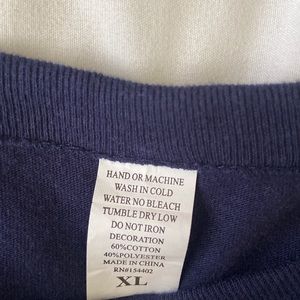 HAND OR MACHINE
WASH IN COLD
WATER NO BLEACH
TUMBLE DRY LOW
DO NOT IRON
DECORATION
60%COTTON
40%POLYESTER
MADE IN CHINA
RN#154402
XL